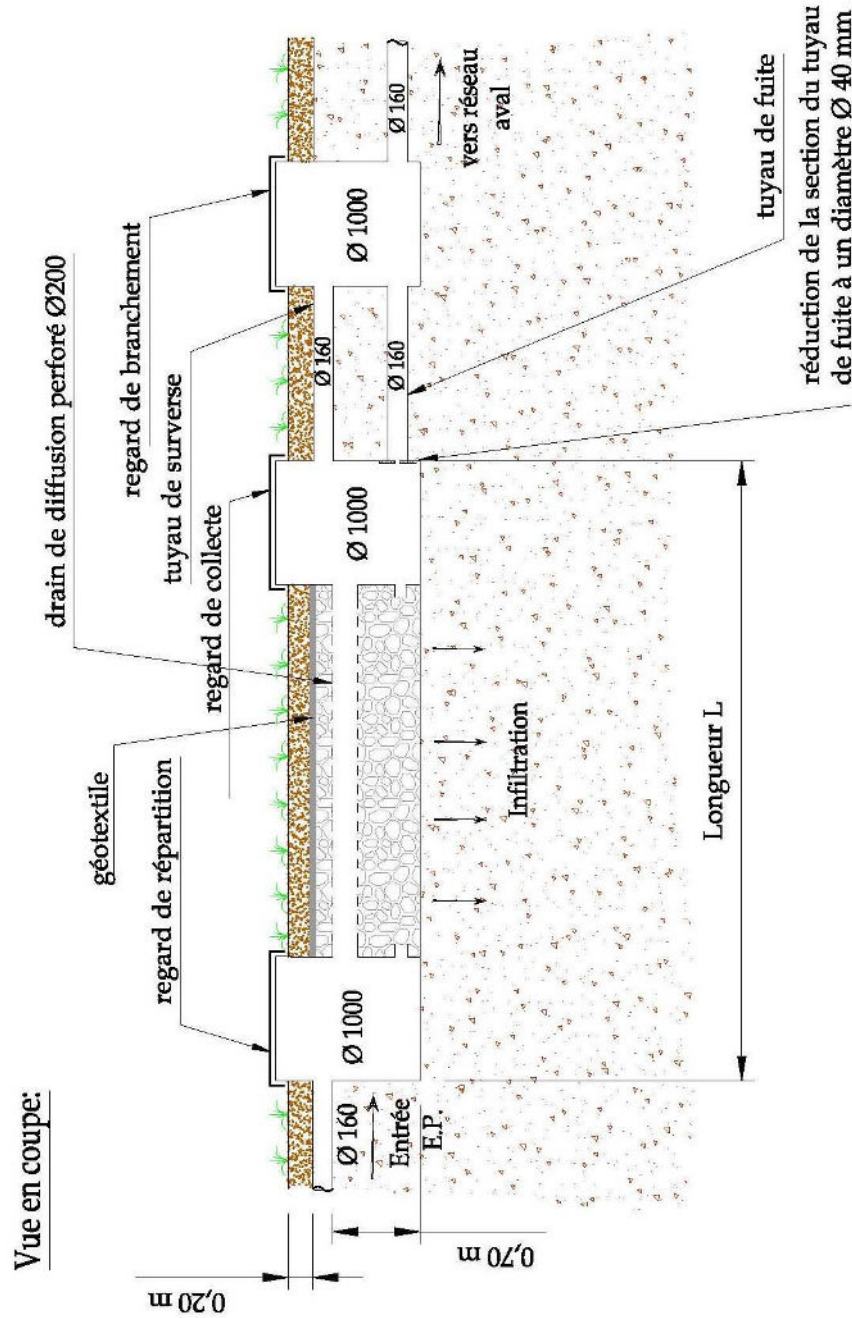 Vue en coupe:
drain de diffusion perforé Ø200
regard de branchement
tuyau de surverse
regard de collecte
géotextile
regard de répartition
0,20 m
0,70 m
Ø 160
Entrée
E.P.
Ø 1000
Ø 1000
Ø 160
Ø 160
Ø 1000
Ø 160
vers réseau
aval
Infiltration
Longueur L
tuyau de fuite
réduction de la section du tuyau
de fuite à un diamètre Ø 40 mm